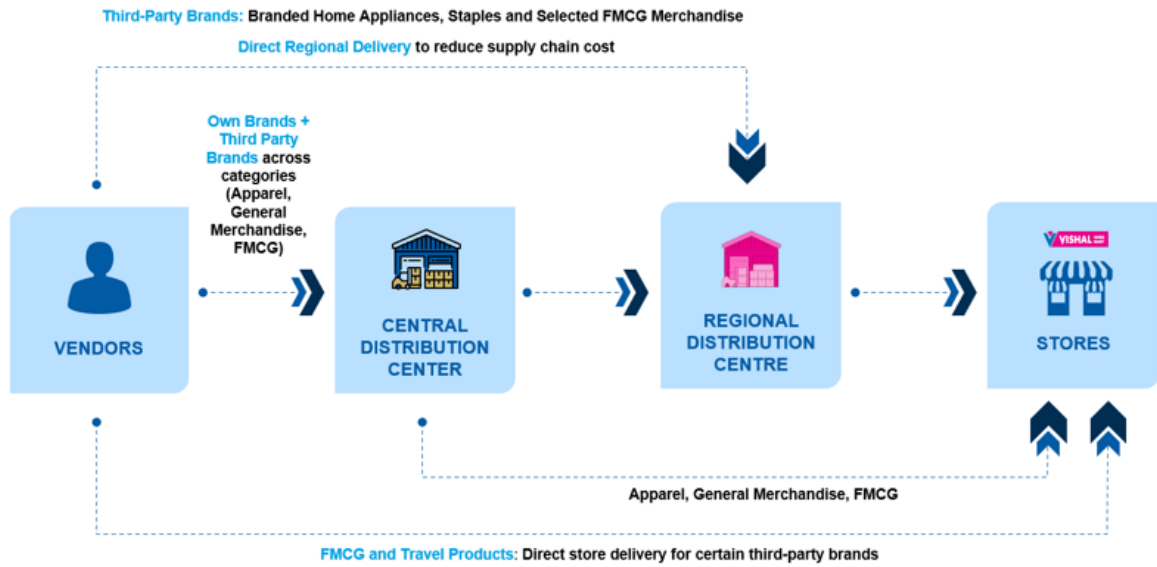 Third-Party Brands: Branded Home Appliances, Staples and Selected FMCG Merchandise
Direct Regional Delivery to reduce supply chain cost
Own Brands +
Third Party
Brands across
categories
(Apparel,
General
Merchandise,
FMCG)
VENDORS
CENTRAL
DISTRIBUTION
CENTER
REGIONAL
DISTRIBUTION
CENTRE
VISHAL MEGA MART
STORES
Apparel, General Merchandise, FMCG
FMCG and Travel Products: Direct store delivery for certain third-party brands